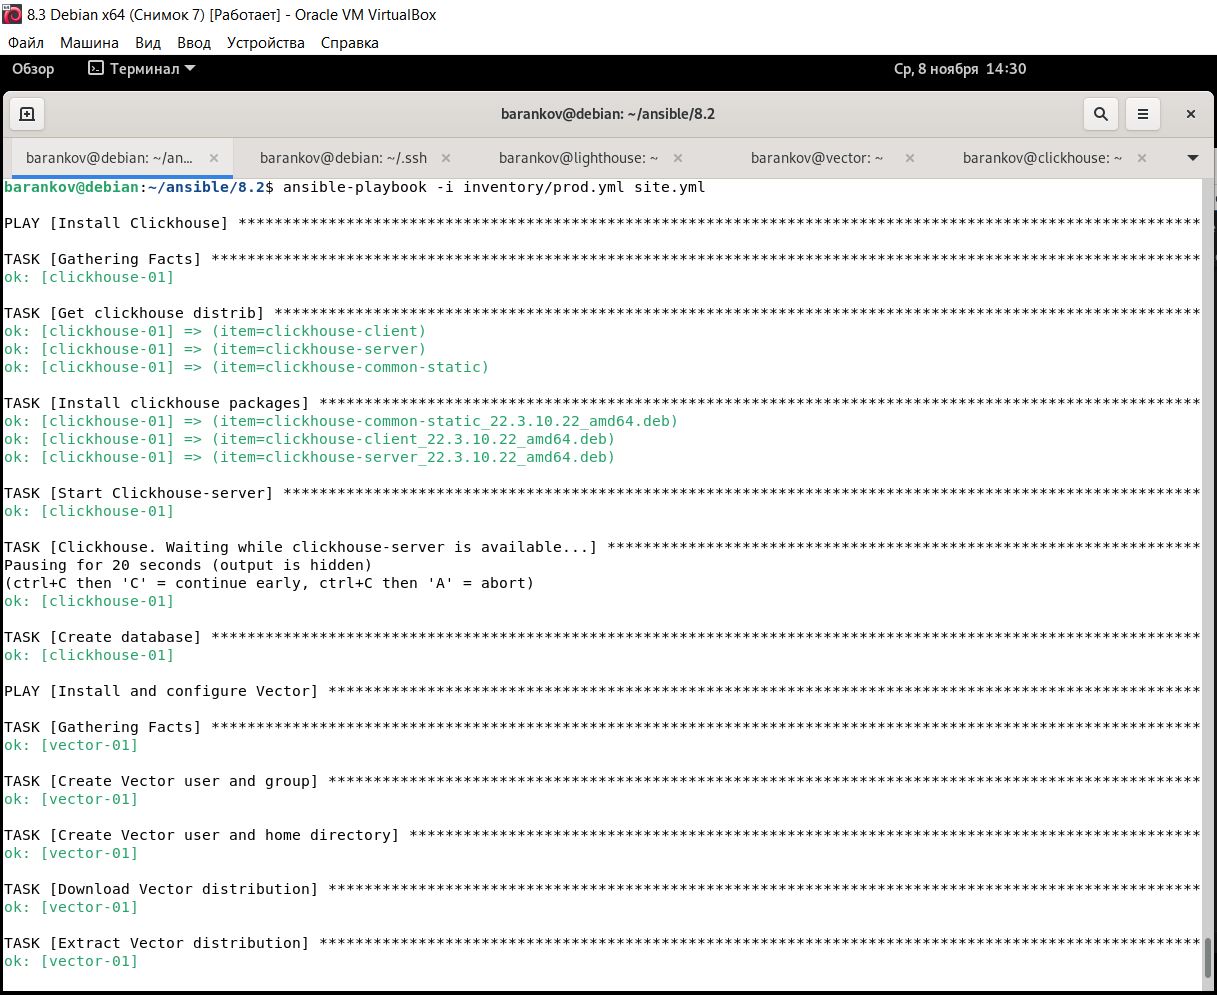 8.3 Debian x64 (Снимок 7) [Работает] - Oracle VM VirtualBox
Файл Машина Вид Ввод Устройства Справка
Обзор Терминал Ср, 8 ноября 14:30
barankov@debian: ~/ansible/8.2
barankov@debian: ~/an... barankov@debian: ~/.ssh barankov@lighthouse: ~ barankov@vector: ~ barankov@clickhouse: ~
barankov@debian:~/ansible/8.2$ ansible-playbook -i inventory/prod.yml site.yml
PLAY [Install Clickhouse] ***********************************************************************************************************
TASK [Gathering Facts] **************************************************************************************************************
ok: [clickhouse-01]
TASK [Get clickhouse distrib] *******************************************************************************************************
ok: [clickhouse-01] => (item=clickhouse-client)
ok: [clickhouse-01] => (item=clickhouse-server)
ok: [clickhouse-01] => (item=clickhouse-common-static)
TASK [Install clickhouse packages] **************************************************************************************************
ok: [clickhouse-01] => (item=clickhouse-common-static_22.3.10.22_amd64.deb)
ok: [clickhouse-01] => (item=clickhouse-client_22.3.10.22_amd64.deb)
ok: [clickhouse-01] => (item=clickhouse-server_22.3.10.22_amd64.deb)
TASK [Start Clickhouse-server] ******************************************************************************************************
ok: [clickhouse-01]
TASK [Clickhouse. Waiting while clickhouse-server is available...] ******************************************************************
Pausing for 20 seconds (output is hidden)
(ctrl+C then 'C' = continue early, ctrl+C then 'A' = abort)
ok: [clickhouse-01]
TASK [Create database] **************************************************************************************************************
ok: [clickhouse-01]
PLAY [Install and configure Vector] *************************************************************************************************
TASK [Gathering Facts] **************************************************************************************************************
ok: [vector-01]
TASK [Create Vector user and group] *************************************************************************************************
ok: [vector-01]
TASK [Create Vector user and home directory] ****************************************************************************************
ok: [vector-01]
TASK [Download Vector distribution] *************************************************************************************************
ok: [vector-01]
TASK [Extract Vector distribution] **************************************************************************************************
ok: [vector-01]